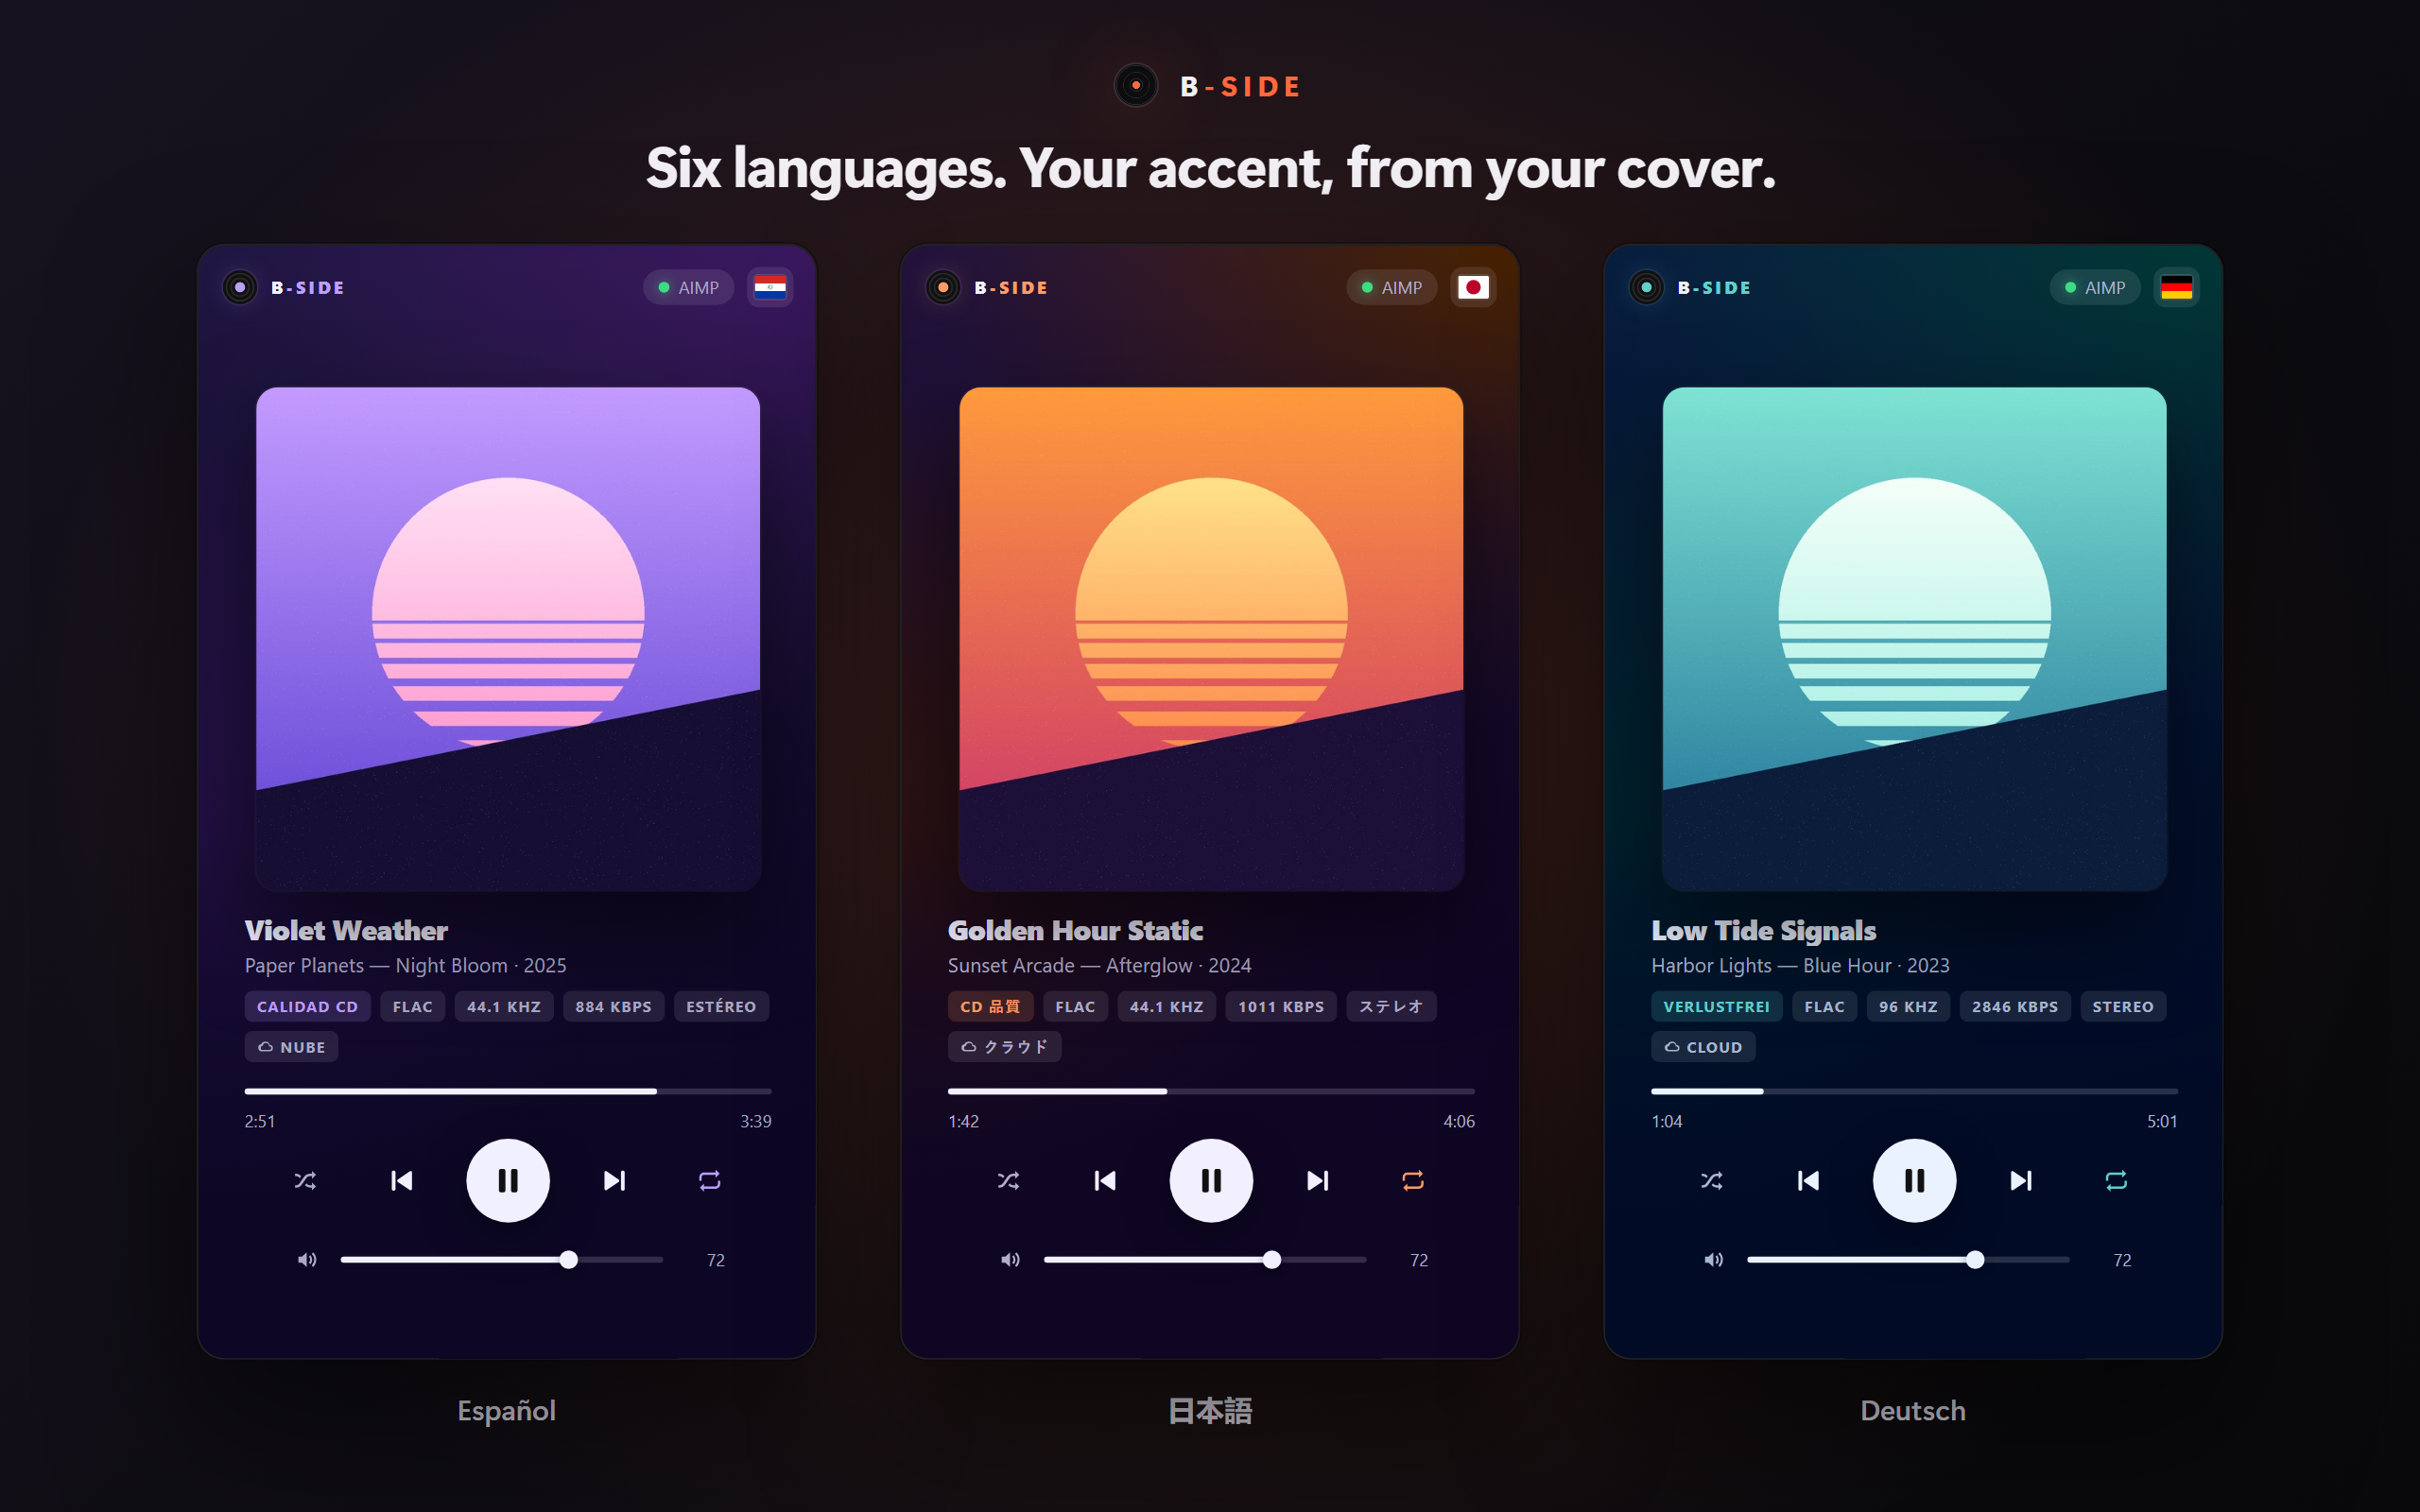 B-SIDE
Six languages. Your accent, from your cover.
B-SIDE
AIMP
Violet Weather
Paper Planets — Night Bloom · 2025
CALIDAD CD FLAC 44.1 KHZ 884 KBPS ESTÉREO
NUBE
2:51 3:39
72
Español
B-SIDE
AIMP
Golden Hour Static
Sunset Arcade — Afterglow · 2024
CD 品質 FLAC 44.1 KHZ 1011 KBPS ステレオ
クラウド
1:42 4:06
72
日本語
B-SIDE
AIMP
Low Tide Signals
Harbor Lights — Blue Hour · 2023
VERLUSTFREI FLAC 96 KHZ 2846 KBPS STEREO
CLOUD
1:04 5:01
72
Deutsch